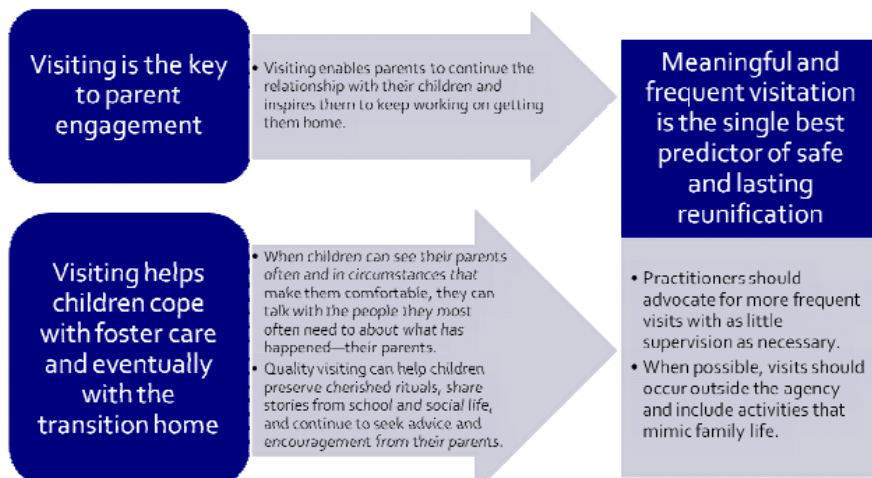 Visiting is the key
to parent
engagement
• Visiting enables parents to continue the
relationship with their children and
inspires them to keep working on getting
them home.
Visiting helps
children cope
with foster care
and eventually
with the
transition home
• When children can see their parents
often and in circumstances that
make them comfortable, they can
talk with the people they most
often need to about what has
happened—their parents.
• Quality visiting can help children
preserve cherished rituals, share
stories from school and social life,
and continue to seek advice and
encouragement from their parents.
Meaningful and
frequent visitation
is the single best
predictor of safe
and lasting
reunification
• Practitioners should
advocate for more frequent
visits with as little
supervision as necessary.
• When possible, visits should
occur outside the agency
and include activities that
mimic family life.